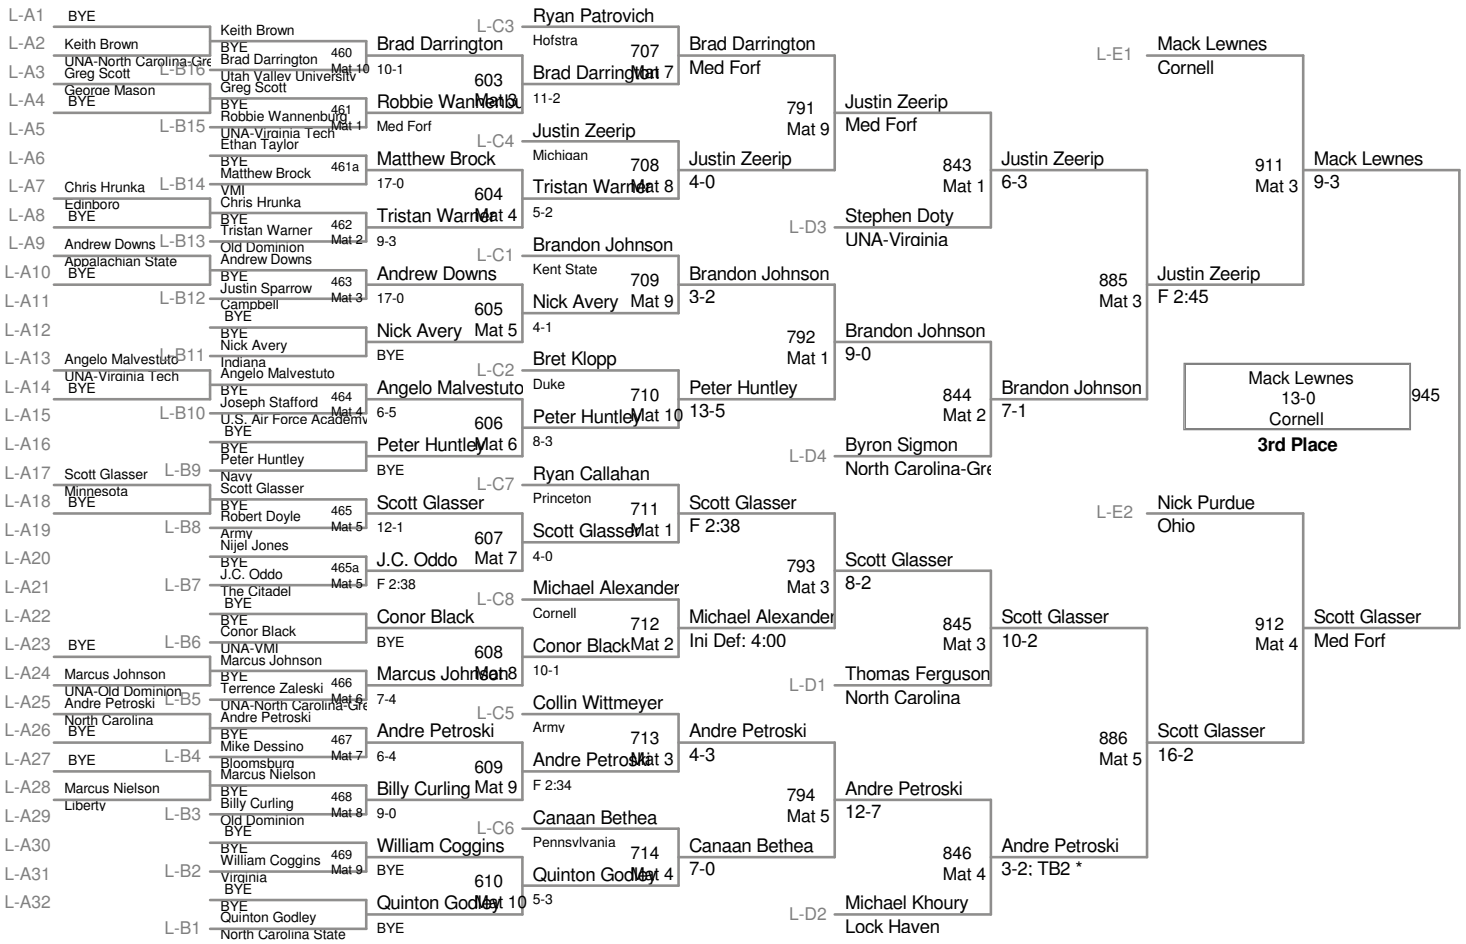 L-A1 BYE
L-A2 Keith Brown
UNA-North Carolina-Gre
L-A3 Greg Scott
George Mason
L-A4 BYE
L-A5
L-A6
L-A7 Chris Hrunka
Edinboro
L-A8 BYE
L-A9 Andrew Downs
Appalachian State
L-A10 BYE
L-A11
L-A12
L-A13 Angelo Malvestuto
UNA-Virginia Tech
L-A14 BYE
L-A15
L-A16
L-A17 Scott Glasser
Minnesota
L-A18 BYE
L-A19
L-A20
L-A21
L-A22
L-A23 BYE
L-A24 Marcus Johnson
UNA-Old Dominion
L-A25 Andre Petroski
North Carolina
L-A26 BYE
L-A27 BYE
L-A28 Marcus Nielson
Liberty
L-A29
L-A30
L-A31
L-A32
Keith Brown
BYE
460
Mat 10
L-B16 Brad Darrington
Utah Valley University
Greg Scott
BYE
461
Mat 1
L-B15 Robbie Wannenburg
UNA-Virginia Tech
Ethan Taylor
BYE
461a
L-B14 Matthew Brock
VMI
Chris Hrunka
BYE
462
Mat 2
L-B13 Tristan Warner
Old Dominion
Andrew Downs
BYE
463
Mat 3
L-B12 Justin Sparrow
Campbell
BYE
BYE
L-B11 Nick Avery
Indiana
Angelo Malvestuto
BYE
464
Mat 4
L-B10 Joseph Stafford
U.S. Air Force Academy
BYE
BYE
L-B9 Peter Huntley
Navy
Scott Glasser
BYE
465
Mat 5
L-B8 Robert Doyle
Army
Nijel Jones
BYE
465a
Mat 5
L-B7 J.C. Oddo
The Citadel
BYE
BYE
L-B6 Conor Black
UNA-VMI
Marcus Johnson
BYE
466
Mat 6
L-B5 Terrence Zaleski
UNA-North Carolina-Gre
Andre Petroski
BYE
467
Mat 7
L-B4 Mike Dessino
Bloomsburg
Marcus Nielson
BYE
468
Mat 8
L-B3 Billy Curling
Old Dominion
BYE
BYE
469
Mat 9
L-B2 William Coggins
Virginia
BYE
BYE
L-B1 Quinton Godley
North Carolina State
Brad Darrington
10-1
603
Mat 3
Robbie Wannenbu
Med Forf
Matthew Brock
17-0
604
Mat 4
Tristan Warner
9-3
Andrew Downs
17-0
605
Mat 5
Nick Avery
BYE
Angelo Malvestuto
6-5
606
Mat 6
Peter Huntley
BYE
Scott Glasser
12-1
607
Mat 7
J.C. Oddo
F 2:38
Conor Black
BYE
608
Mat 8
Marcus Johnson
7-4
Andre Petroski
6-4
609
Mat 9
Billy Curling
9-0
William Coggins
BYE
610
Mat 10
Quinton Godley
BYE
L-C3 Ryan Patrovich
Hofstra
707
Mat 7
Brad Darrington
11-2
L-C4 Justin Zeerip
Michigan
708
Mat 8
Tristan Warner
5-2
L-C1 Brandon Johnson
Kent State
709
Mat 9
Nick Avery
4-1
L-C2 Bret Klopp
Duke
710
Mat 10
Peter Huntley
8-3
L-C7 Ryan Callahan
Princeton
711
Mat 1
Scott Glasser
4-0
L-C8 Michael Alexander
Cornell
712
Mat 2
Conor Black
10-1
L-C5 Collin Wittmeyer
Army
713
Mat 3
Andre Petroski
F 2:34
L-C6 Canaan Bethea
Pennsylvania
714
Mat 4
Quinton Godley
5-3
Brad Darrington
Med Forf
791
Mat 9
Justin Zeerip
4-0
Brandon Johnson
3-2
792
Mat 1
Peter Huntley
13-5
Scott Glasser
F 2:38
793
Mat 3
Michael Alexander
Ini Def: 4:00
Andre Petroski
4-3
794
Mat 5
Canaan Bethea
7-0
Justin Zeerip
Med Forf
843
Mat 1
L-D3 Stephen Doty
UNA-Virginia
Brandon Johnson
9-0
844
Mat 2
L-D4 Byron Sigmon
North Carolina-Gre
Scott Glasser
8-2
845
Mat 3
L-D1 Thomas Ferguson
North Carolina
Andre Petroski
12-7
846
Mat 4
L-D2 Michael Khoury
Lock Haven
Justin Zeerip
6-3
885
Mat 3
Brandon Johnson
7-1
Scott Glasser
10-2
886
Mat 5
Andre Petroski
3-2; TB2 *
L-E1 Mack Lewnes
Cornell
911
Mat 3
Justin Zeerip
F 2:45
L-E2 Nick Purdue
Ohio
912
Mat 4
Scott Glasser
16-2
Mack Lewnes
9-3
Scott Glasser
Med Forf
Mack Lewnes
13-0
Cornell
945
3rd Place